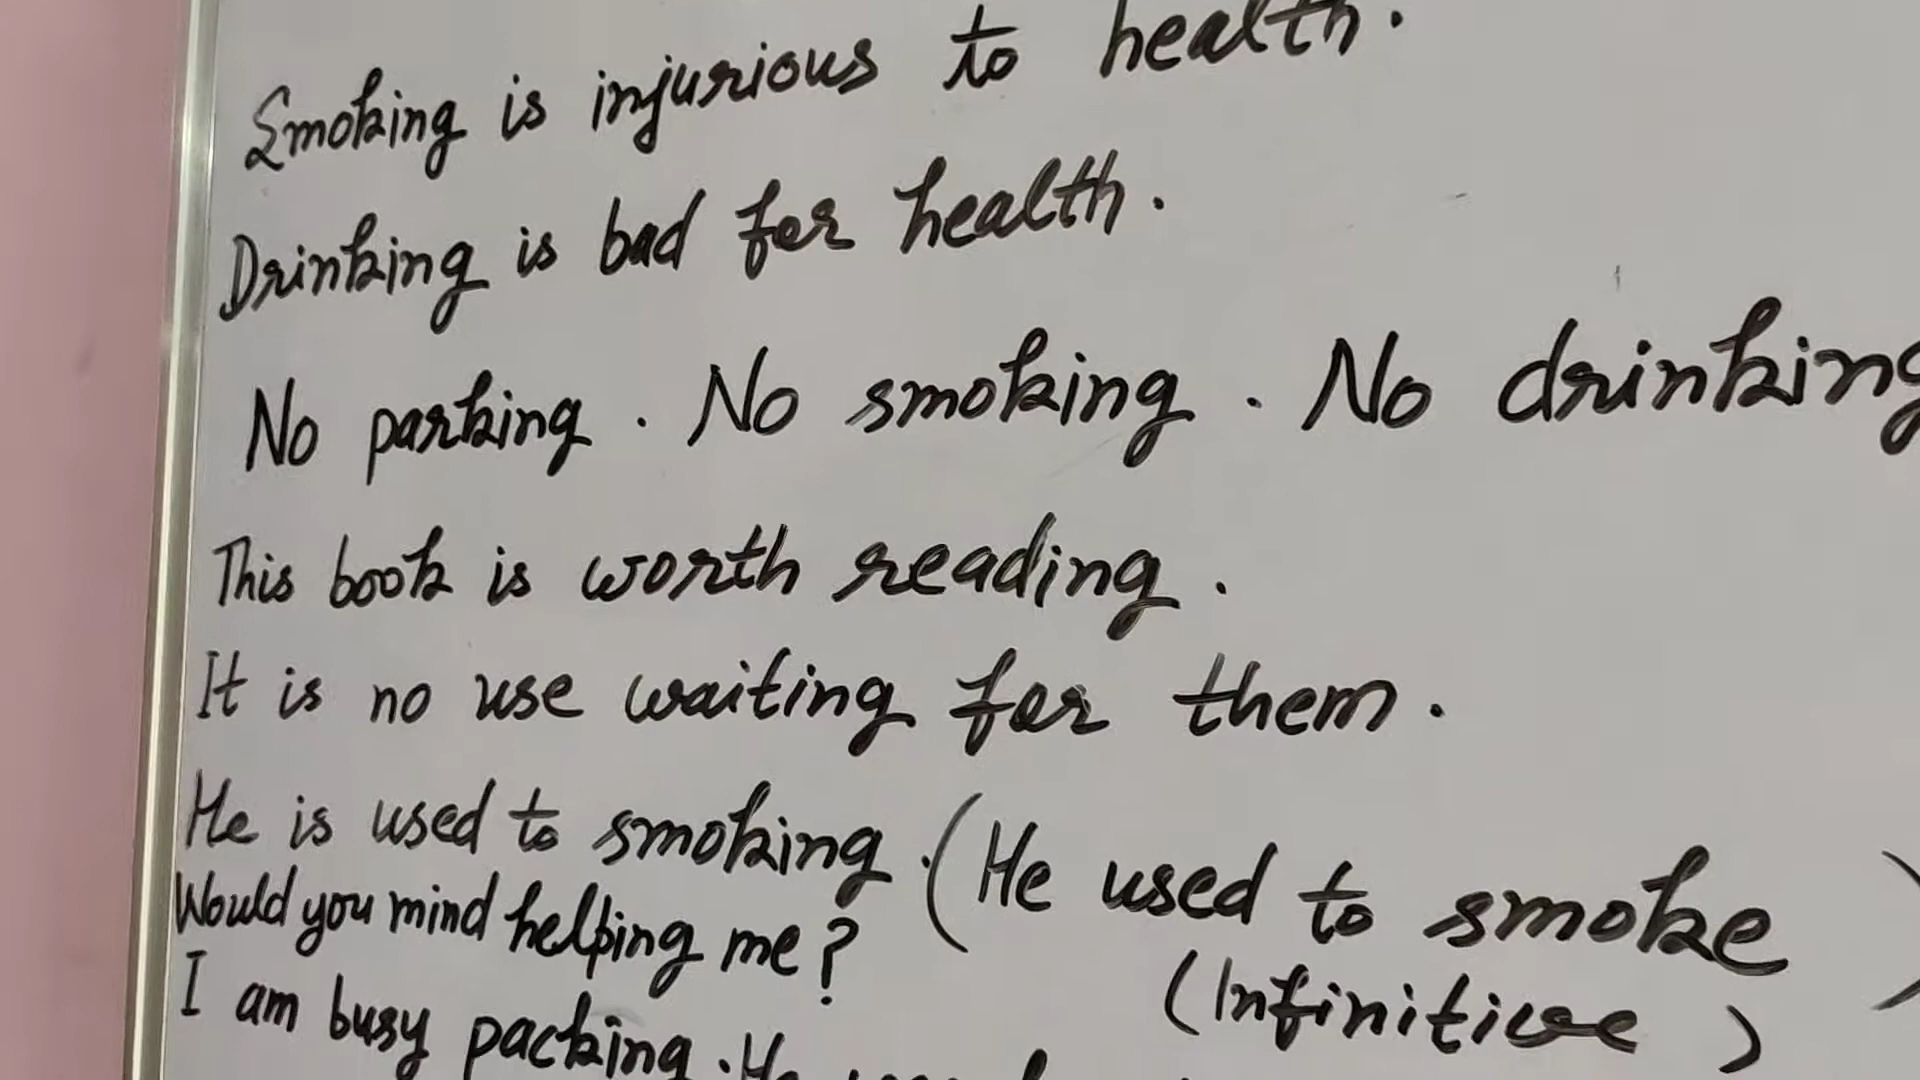 Smoking is injurious to health.
Drinking is bad for health.
No parking. No smoking. No drinking
This book is worth reading.
It is no use waiting for them.
He is used to smoking. (He used to smoke)
Would you mind helping me?
(Infinitive)
I am busy packing.